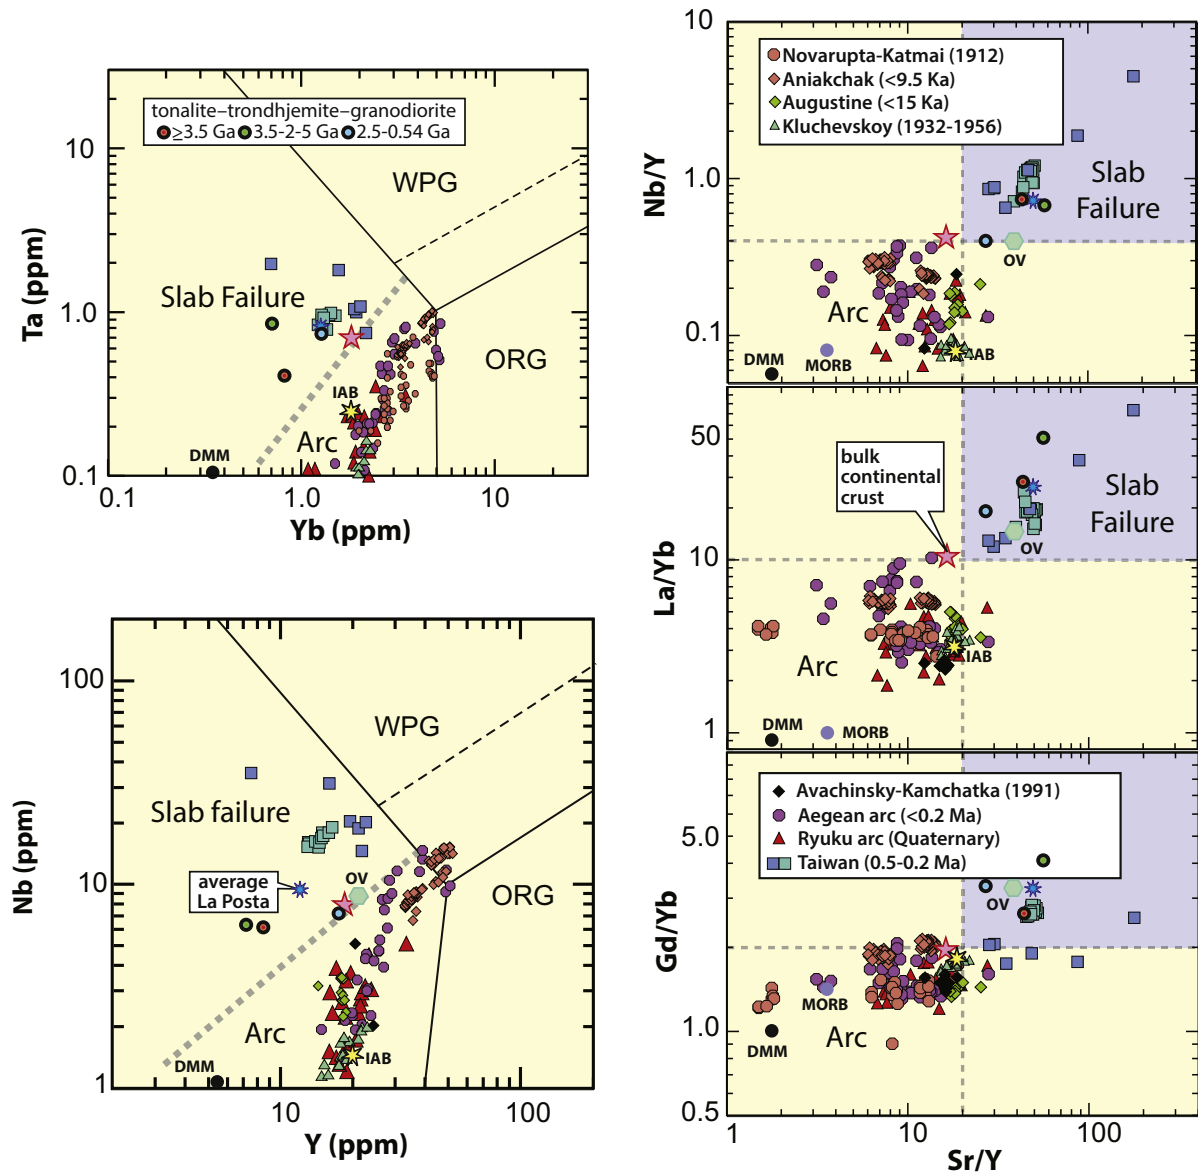 tonalite–trondhjemite–granodiorite
≥3.5 Ga 3.5-2-5 Ga 2.5-0.54 Ga
10
1.0
0.1
Ta (ppm)
WPG
Slab Failure
ORG
IAB
Arc
DMM
0.1
1.0
10
Yb (ppm)
100
10
1
Nb (ppm)
WPG
Slab failure
average
La Posta
OV
ORG
Arc
IAB
DMM
10
100
Y (ppm)
10
1.0
0.1
Nb/Y
Novarupta-Katmai (1912)
Aniakchak (<9.5 Ka)
Augustine (<15 Ka)
Kluchevskoy (1932-1956)
Slab
Failure
OV
Arc
DMM
MORB
IAB
50
10
1
La/Yb
bulk
continental
crust
Slab
Failure
OV
Arc
IAB
DMM
MORB
5.0
1.0
0.5
Gd/Yb
Avachinsky-Kamchatka (1991)
Aegean arc (<0.2 Ma)
Ryuku arc (Quaternary)
Taiwan (0.5-0.2 Ma)
OV
MORB
DMM
Arc
1
10
100
Sr/Y